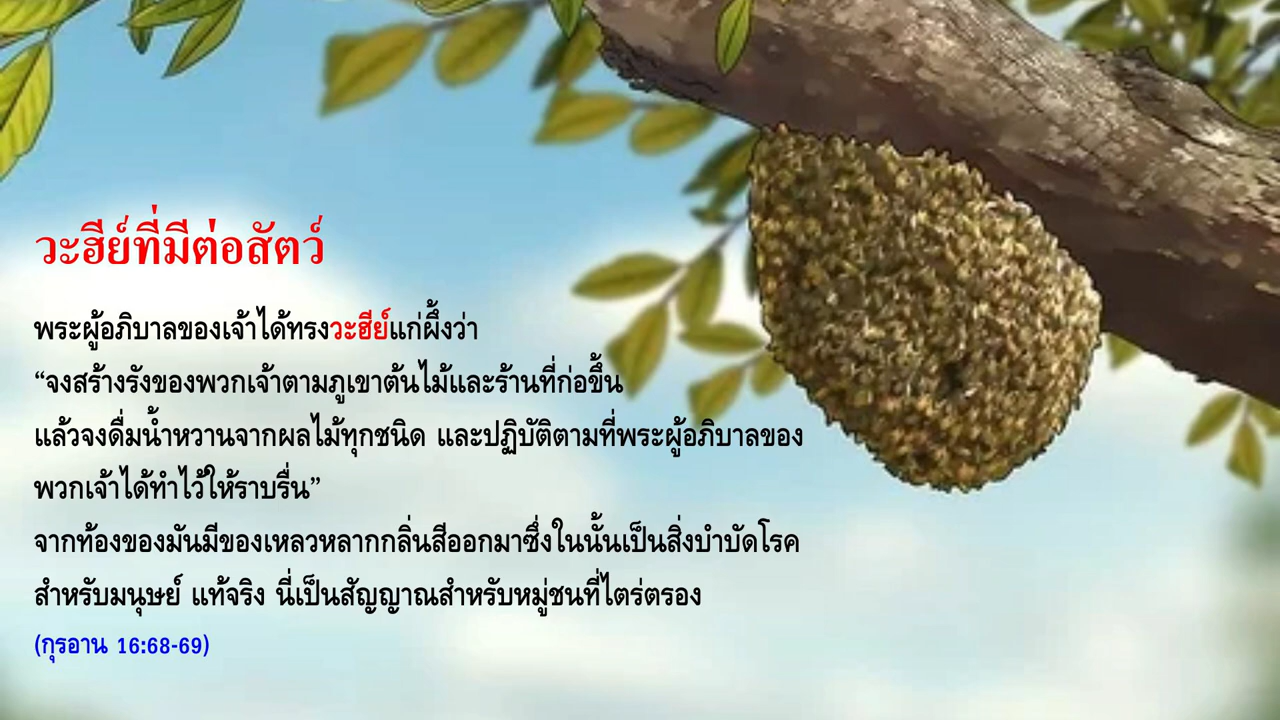 วะฮีย์ที่มีต่อสัตว์
พระผู้อภิบาลของเจ้าได้ทรงวะฮีย์แก่ผึ้งว่า
“จงสร้างรังของพวกเจ้าตามภูเขาต้นไม้และร้านที่ก่อขึ้น
แล้วจงดื่มน้ำหวานจากผลไม้ทุกชนิด และปฏิบัติตามที่พระผู้อภิบาลของ
พวกเจ้าได้ทำไว้ให้ราบรื่น”
จากท้องของมันมีของเหลวหลากกลิ่นสีออกมาซึ่งในนั้นเป็นสิ่งบำบัดโรค
สำหรับมนุษย์ แท้จริง นี่เป็นสัญญาณสำหรับหมู่ชนที่ไตร่ตรอง
(กุรอาน 16:68-69)